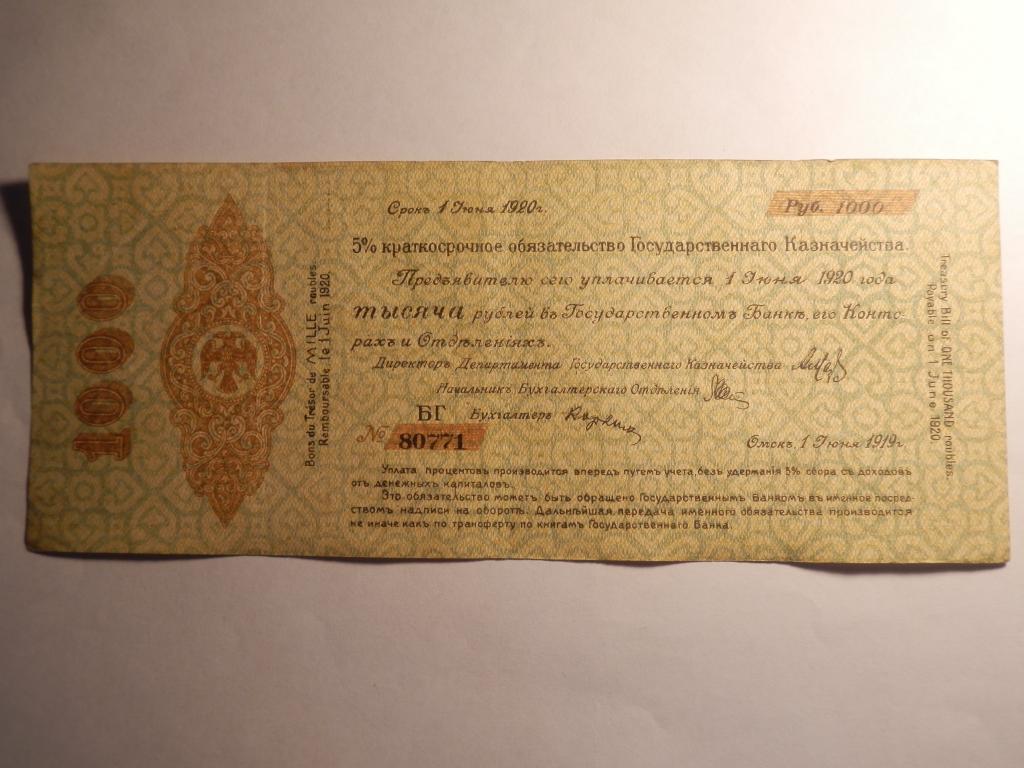 1000
Bons du Trésor de MILLE roubles.
Remboursable le 1 Juin 1920.
Срокъ 1 Іюня 1920г.
Руб. 1000
5% краткосрочное обязательство Государственнаго Казначейства.
Предъявителю сего уплачивается 1 Іюня 1920 года
тысяча рублей въ Государственномъ Банкѣ, его Конто-
рахъ и Отдѣленіяхъ.
Директоръ Департамента Государственнаго Казначейства
Начальникъ Бухгалтерскаго Отдѣленія
БГ Бухгалтеръ
№ 80771
Омскъ, 1 Іюня 1919г.
Уплата процентовъ производится впередъ путемъ учета, безъ удержанія 5% сбора съ доходовъ
отъ денежныхъ капиталовъ.
Это обязательство можетъ быть обращено Государственнымъ Банкомъ въ именное посред-
ствомъ надписи на оборотѣ. Дальнѣйшая передача именного обязательства производится
не иначе какъ по трансферту по книгамъ Государственнаго Банка.
Treasury Bill of ONE THOUSAND roubles.
Payable on 1 June 1920.